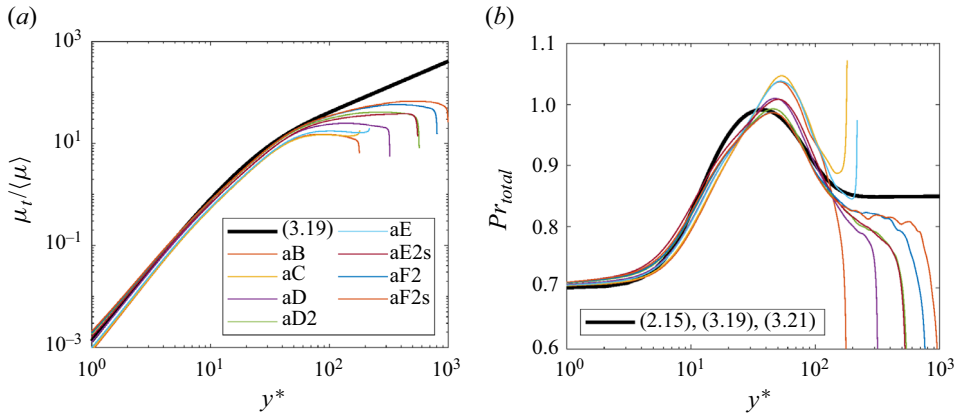 (a)
10^3
10^1
10^−1
10^−3
μ_t/⟨μ⟩
(3.19)
aB
aC
aD
aD2
aE
aE2s
aF2
aF2s
10^0
10^1
10^2
10^3
y*
(b)
1.1
1.0
0.9
0.8
0.7
0.6
Pr_total
(2.15), (3.19), (3.21)
10^0
10^1
10^2
10^3
y*